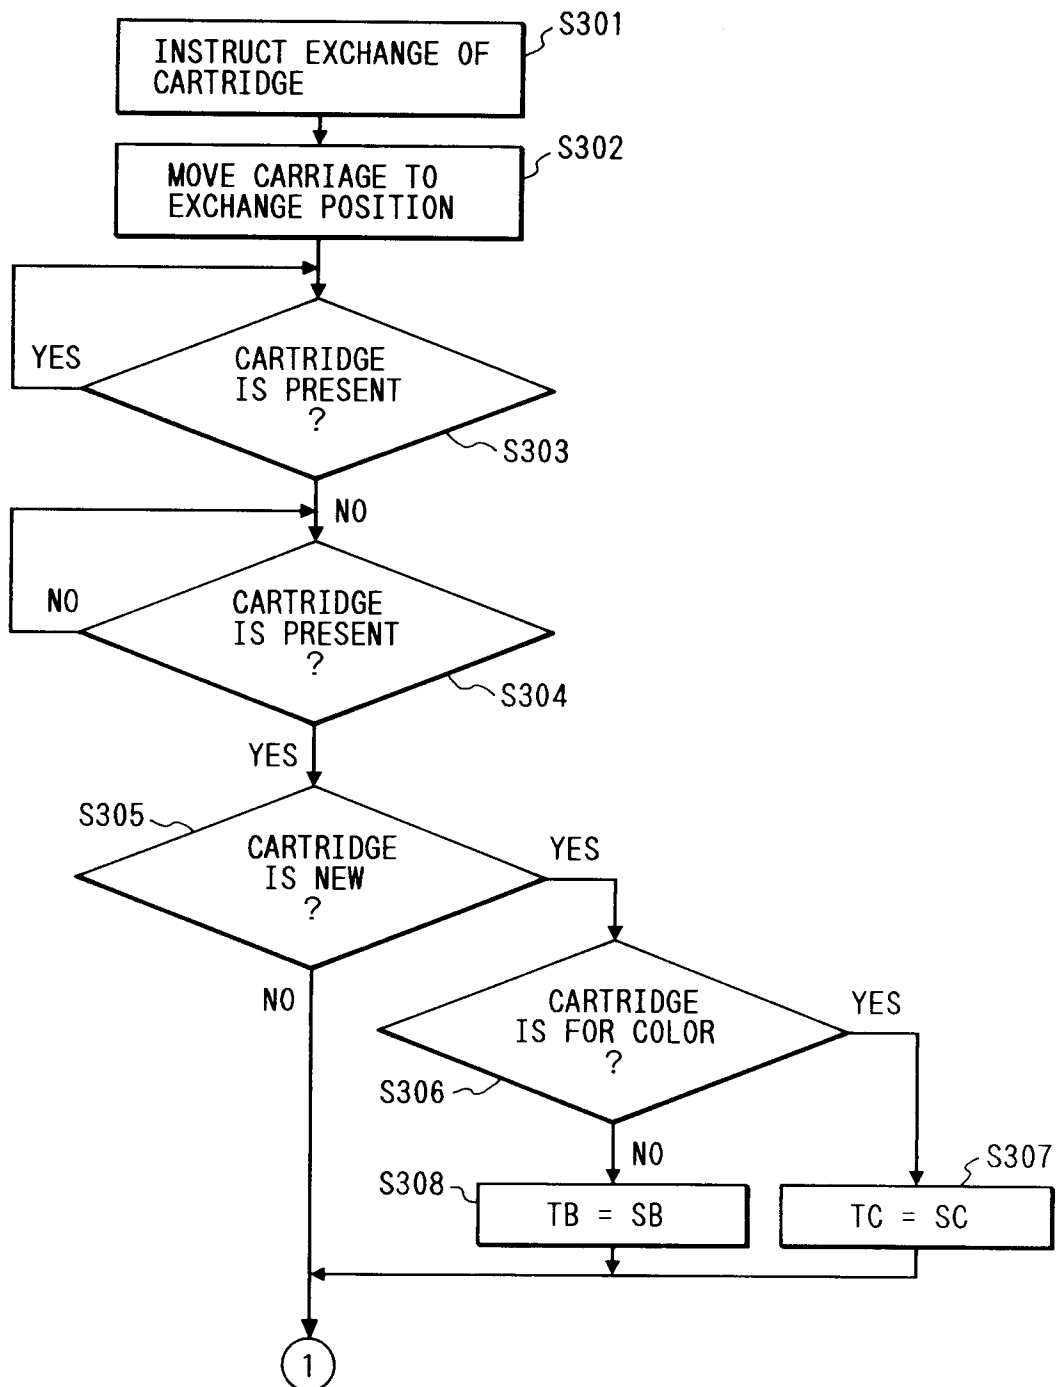 S301
INSTRUCT EXCHANGE OF
CARTRIDGE
S302
MOVE CARRIAGE TO
EXCHANGE POSITION
YES
CARTRIDGE
IS PRESENT
?
S303
NO
NO
CARTRIDGE
IS PRESENT
?
S304
YES
S305
CARTRIDGE
IS NEW
?
YES
NO
CARTRIDGE
IS FOR COLOR
?
YES
S306
NO
S307
S308
TB = SB
TC = SC
1